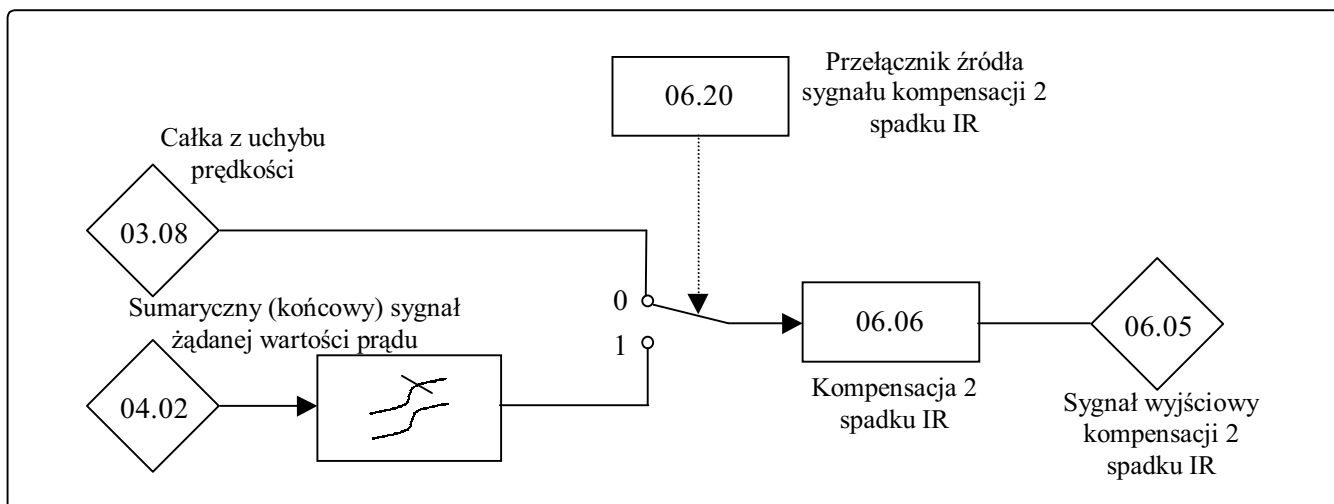 Przełącznik źródła
sygnału kompensacji 2
spadku IR
06.20
Całka z uchybu
prędkości
03.08
Sumaryczny (końcowy) sygnał
żądanej wartości prądu
04.02
0
1
06.06
Kompensacja 2
spadku IR
06.05
Sygnał wyjściowy
kompensacji 2
spadku IR